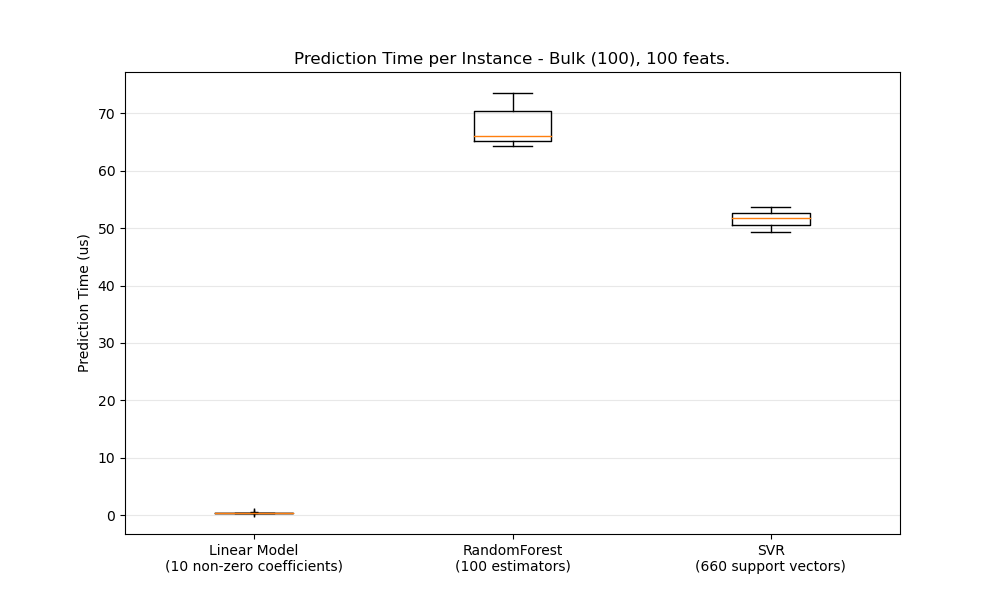 Prediction Time per Instance - Bulk (100), 100 feats.
Prediction Time (us)
70
60
50
40
30
20
10
0
Linear Model
(10 non-zero coefficients)
RandomForest
(100 estimators)
SVR
(660 support vectors)